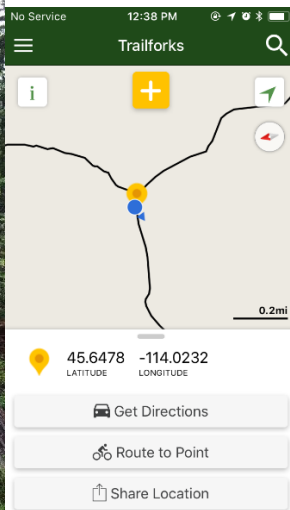 No Service 12:38 PM
Trailforks
i
+
0.2mi
45.6478 -114.0232
LATITUDE LONGITUDE
Get Directions
Route to Point
Share Location